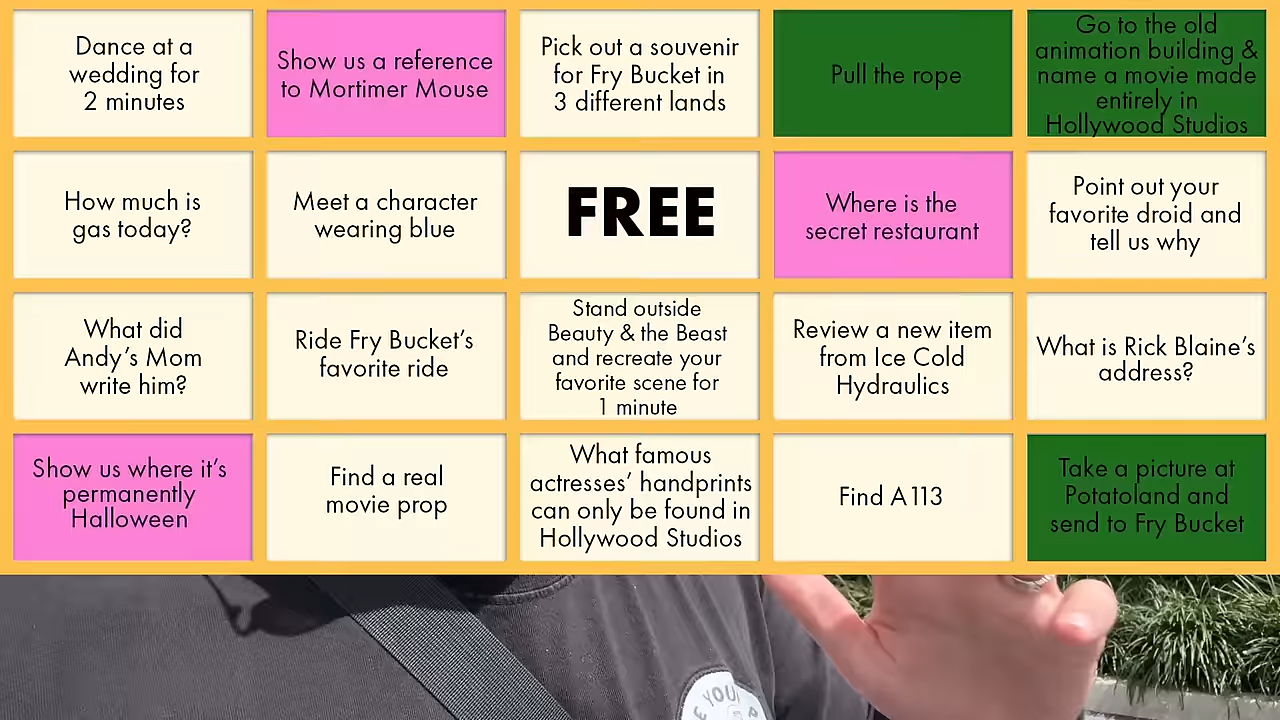 Dance at a
wedding for
2 minutes
Show us a reference
to Mortimer Mouse
Pick out a souvenir
for Fry Bucket in
3 different lands
Pull the rope
Go to the old
animation building &
name a movie made
entirely in
Hollywood Studios
How much is
gas today?
Meet a character
wearing blue
FREE
Where is the
secret restaurant
Point out your
favorite droid and
tell us why
What did
Andy's Mom
write him?
Ride Fry Bucket's
favorite ride
Stand outside
Beauty & the Beast
and recreate your
favorite scene for
1 minute
Review a new item
from Ice Cold
Hydraulics
What is Rick Blaine's
address?
Show us where it's
permanently
Halloween
Find a real
movie prop
What famous
actresses' handprints
can only be found in
Hollywood Studios
Find A113
Take a picture at
Potatoland and
send to Fry Bucket
YOU